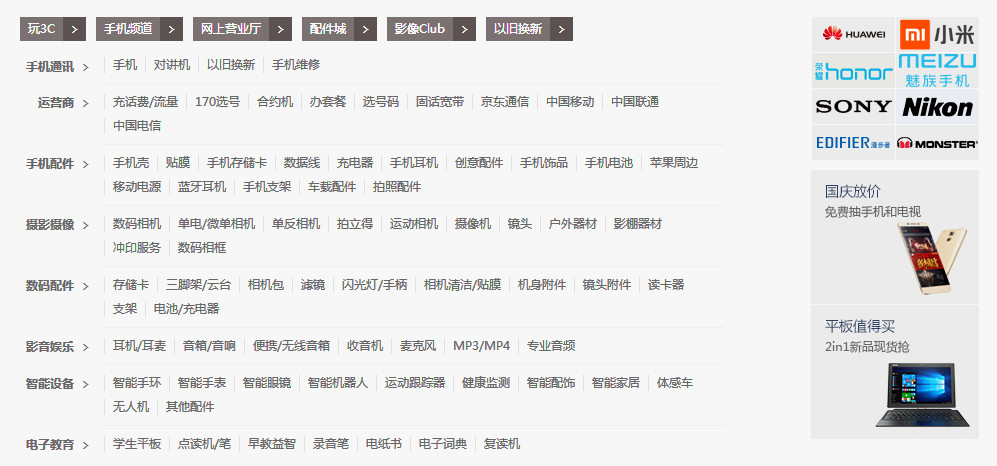 玩3C > 手机频道 > 网上营业厅 > 配件城 > 影像Club > 以旧换新 >
手机通讯 > 手机 对讲机 以旧换新 手机维修
运营商 > 充话费/流量 170选号 合约机 办套餐 选号码 固话宽带 京东通信 中国移动 中国联通
中国电信
手机配件 > 手机壳 贴膜 手机存储卡 数据线 充电器 手机耳机 创意配件 手机饰品 手机电池 苹果周边
移动电源 蓝牙耳机 手机支架 车载配件 拍照配件
摄影摄像 > 数码相机 单电/微单相机 单反相机 拍立得 运动相机 摄像机 镜头 户外器材 影棚器材
冲印服务 数码相框
数码配件 > 存储卡 三脚架/云台 相机包 滤镜 闪光灯/手柄 相机清洁/贴膜 机身附件 镜头附件 读卡器
支架 电池/充电器
影音娱乐 > 耳机/耳麦 音箱/音响 便携/无线音箱 收音机 麦克风 MP3/MP4 专业音频
智能设备 > 智能手环 智能手表 智能眼镜 智能机器人 运动跟踪器 健康监测 智能配饰 智能家居 体感车
无人机 其他配件
电子教育 > 学生平板 点读机/笔 早教益智 录音笔 电纸书 电子词典 复读机
HUAWEI
mi 小米
荣耀 honor
MEIZU
魅族手机
SONY
Nikon
EDIFIER 漫步者
MONSTER
国庆放价
免费抽手机和电视
平板值得买
2in1新品现货抢